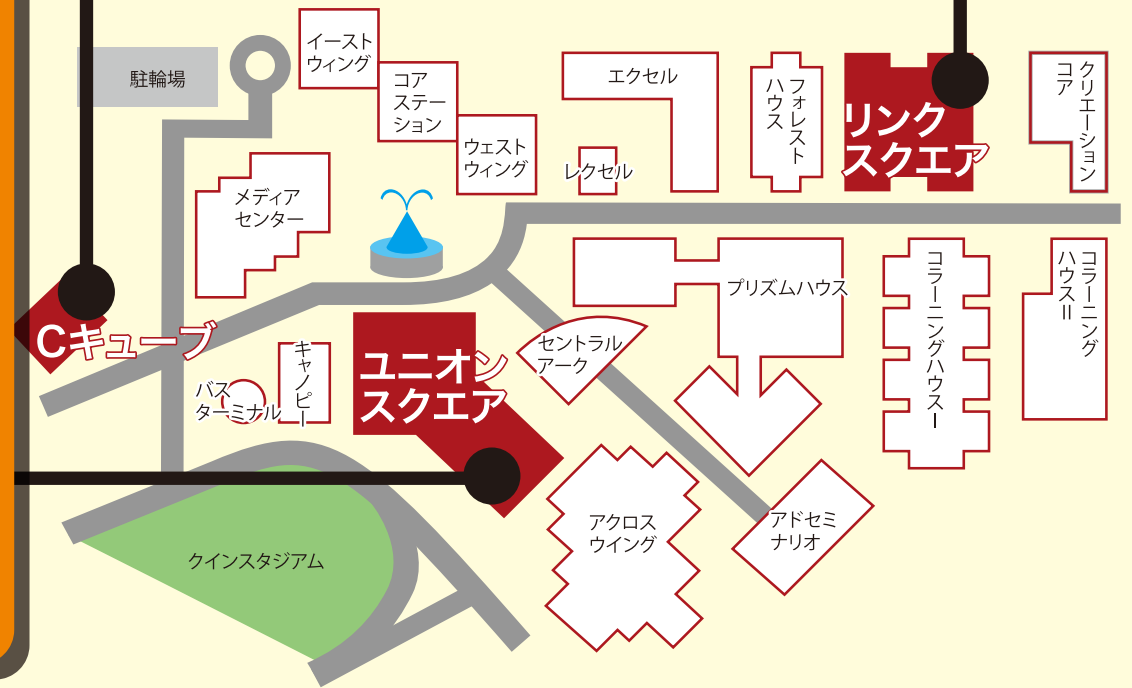 駐輪場
イースト
ウィング
コア
ステー
ション
ウェスト
ウィング
エクセル
レクセル
フォレスト
ハウス
リンク
スクエア
クリエーション
コア
メディア
センター
Cキューブ
バス
ターミナル
キャノピー
ユニオン
スクエア
セントラル
アーク
プリズムハウス
コラーニングハウスⅠ
コラーニング
ハウスⅡ
クインスタジアム
アクロス
ウイング
アドセミ
ナリオ